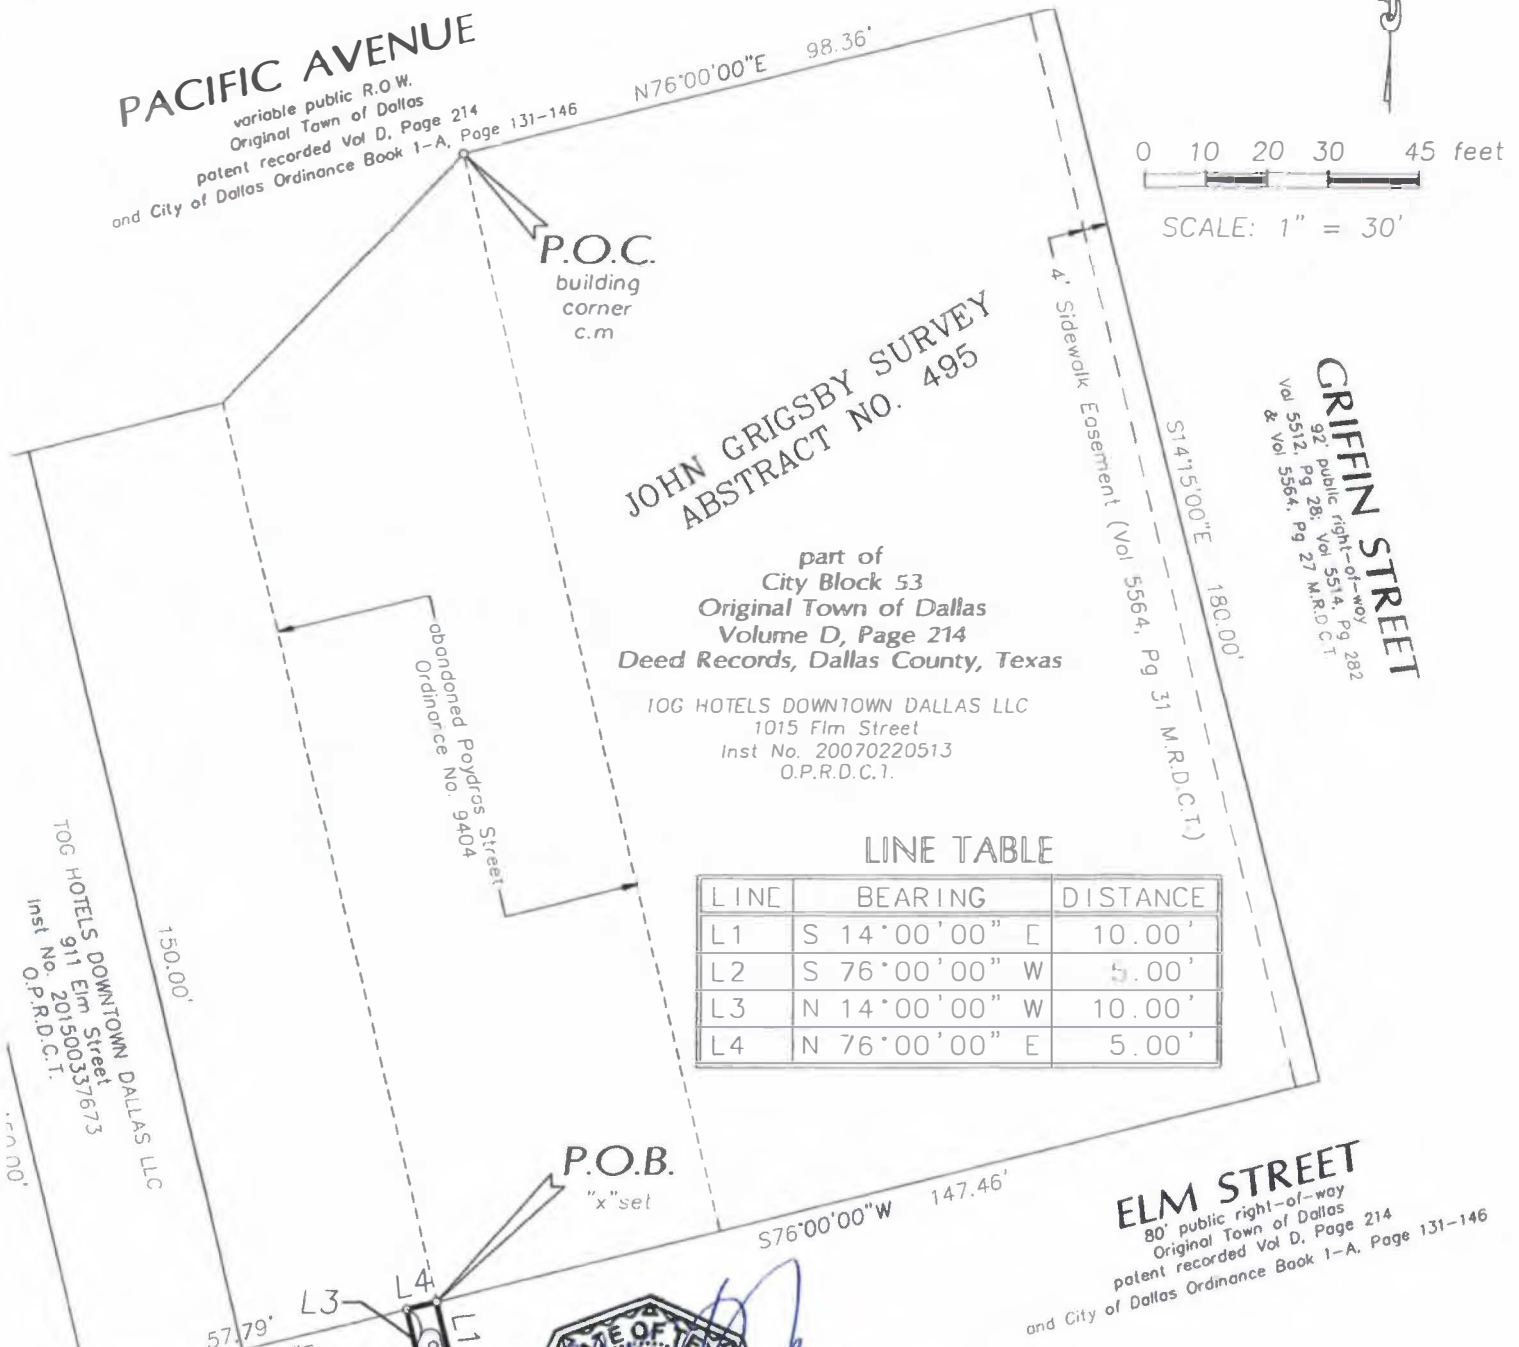 PACIFIC AVENUE
variable public R.O.W.
Original Town of Dallas
patent recorded Vol D, Page 214
and City of Dallas Ordinance Book 1-A, Page 131-146
N76°00'00"E 98.36'
0 10 20 30 45 feet
SCALE: 1" = 30'
P.O.C.
building
corner
c.m
4' Sidewalk Easement (Vol 5564, Pg 31 M.R.D.C.T.)
JOHN GRIGSBY SURVEY
ABSTRACT NO. 495
S14°15'00"E 180.00'
GRIFFIN STREET
92' public right-of-way
Vol 5512, Pg 28; Vol 5514, Pg 282
& Vol 5564, Pg 27 M.R.D.C.T
part of
City Block 53
Original Town of Dallas
Volume D, Page 214
Deed Records, Dallas County, Texas
TOG HOTELS DOWNTOWN DALLAS LLC
1015 Elm Street
Inst No. 20070220513
O.P.R.D.C.T.
abandoned Poydras Street
Ordinance No. 9404
LINE TABLE
LINE BEARING DISTANCE
L1 S 14°00'00" E 10.00'
L2 S 76°00'00" W 5.00'
L3 N 14°00'00" W 10.00'
L4 N 76°00'00" E 5.00'
150.00'
TOG HOTELS DOWNTOWN DALLAS LLC
911 Elm Street
Inst No. 201500337673
O.P.R.D.C.T.
P.O.B.
"x"set
S76°00'00"W 147.46'
ELM STREET
80' public right-of-way
Original Town of Dallas
patent recorded Vol D, Page 214
and City of Dallas Ordinance Book 1-A, Page 131-146
L4
L3
L1
57.79'